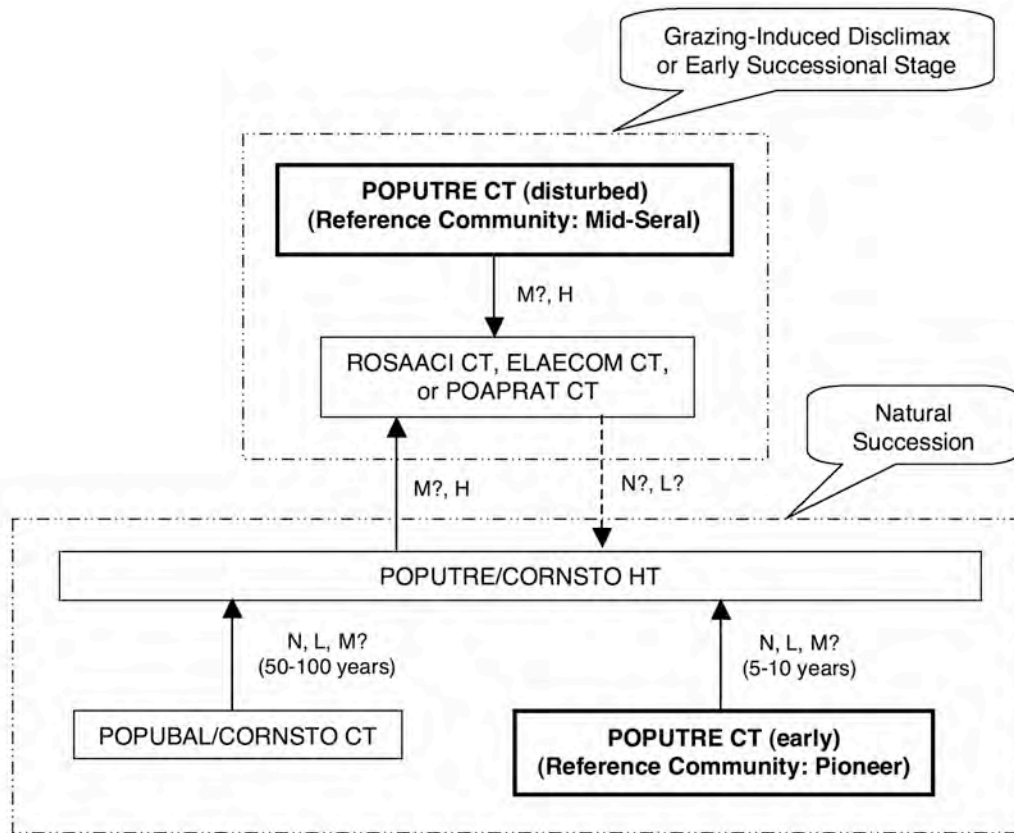 Grazing-Induced Disclimax
or Early Successional Stage
POPUTRE CT (disturbed)
(Reference Community: Mid-Seral)
M?, H
ROSAACI CT, ELAECOM CT,
or POAPRAT CT
Natural
Succession
M?, H
N?, L?
POPUTRE/CORNSTO HT
N, L, M?
(50-100 years)
N, L, M?
(5-10 years)
POPUBAL/CORNSTO CT
POPUTRE CT (early)
(Reference Community: Pioneer)